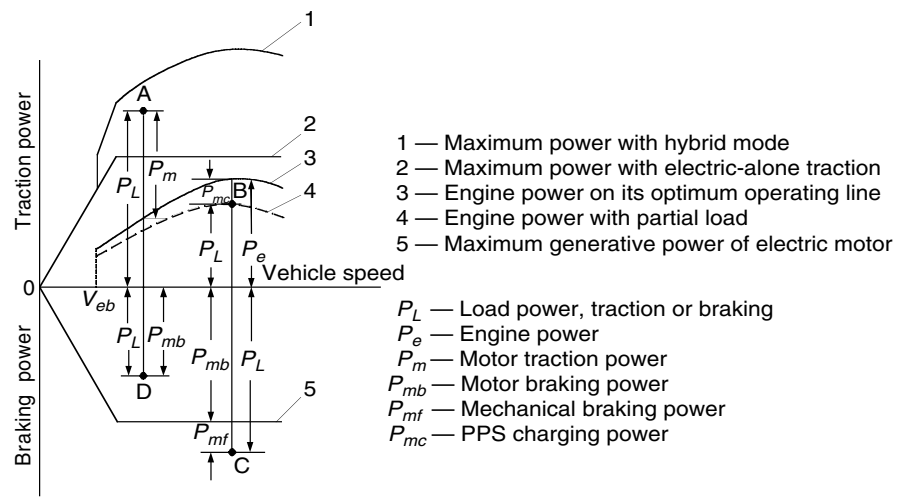 1
Traction power
A
2
P_L
P_m
3
P_mc
B
4
P_L
P_e
Vehicle speed
0
V_eb
P_L
P_mb
P_mb
P_L
Braking power
D
5
P_mf
C
1 — Maximum power with hybrid mode
2 — Maximum power with electric-alone traction
3 — Engine power on its optimum operating line
4 — Engine power with partial load
5 — Maximum generative power of electric motor
P_L — Load power, traction or braking
P_e — Engine power
P_m — Motor traction power
P_mb — Motor braking power
P_mf — Mechanical braking power
P_mc — PPS charging power